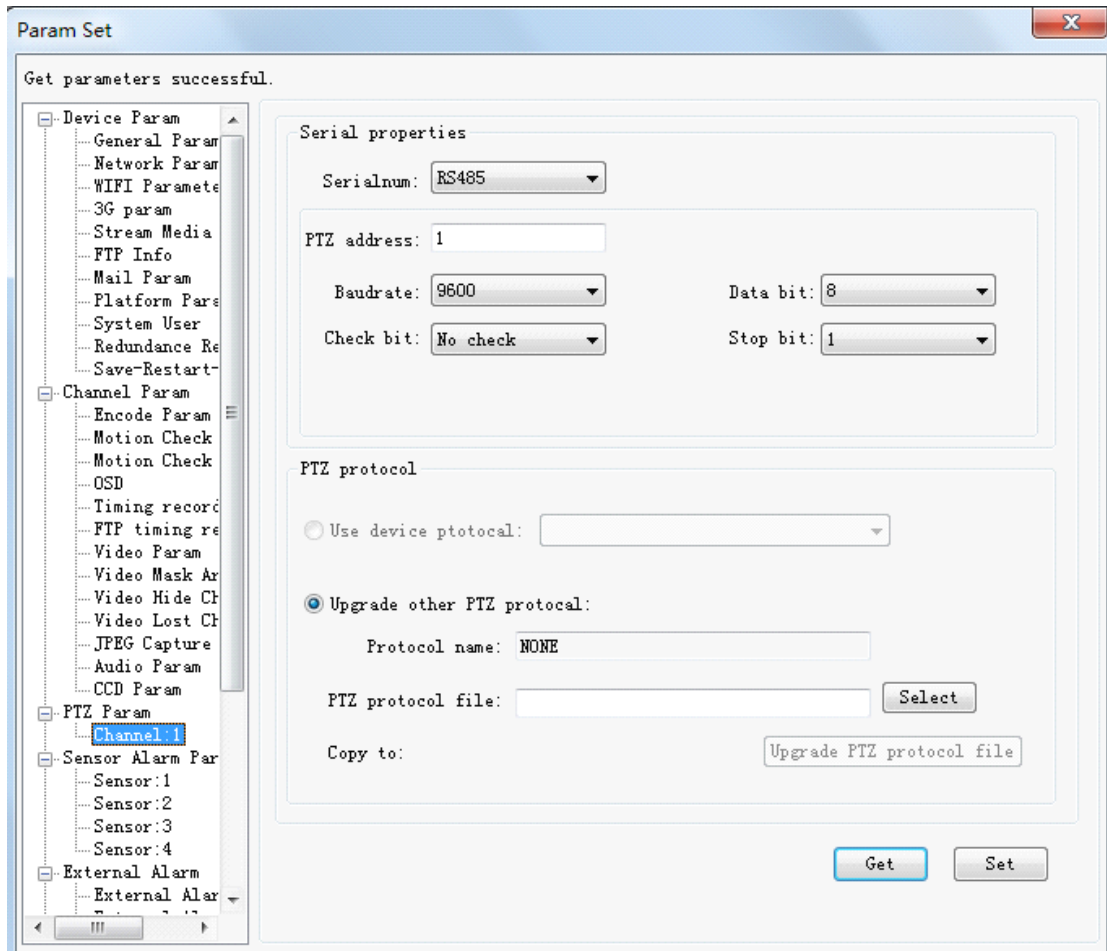 Param Set
Get parameters successful.
Device Param
General Param
Network Param
WIFI Paramete
3G param
Stream Media
FTP Info
Mail Param
Platform Para
System User
Redundance Re
Save-Restart-
Channel Param
Encode Param
Motion Check
Motion Check
OSD
Timing record
FTP timing re
Video Param
Video Mask Ar
Video Hide Ch
Video Lost Ch
JPEG Capture
Audio Param
CCD Param
PTZ Param
Channel:1
Sensor Alarm Par
Sensor:1
Sensor:2
Sensor:3
Sensor:4
External Alarm
External Alar
Serial properties
Serialnum: RS485
PTZ address: 1
Baudrate: 9600 Data bit: 8
Check bit: No check Stop bit: 1
PTZ protocol
Use device ptotocal:
Upgrade other PTZ protocal:
Protocol name: NONE
PTZ protocol file: Select
Copy to: Upgrade PTZ protocol file
Get Set